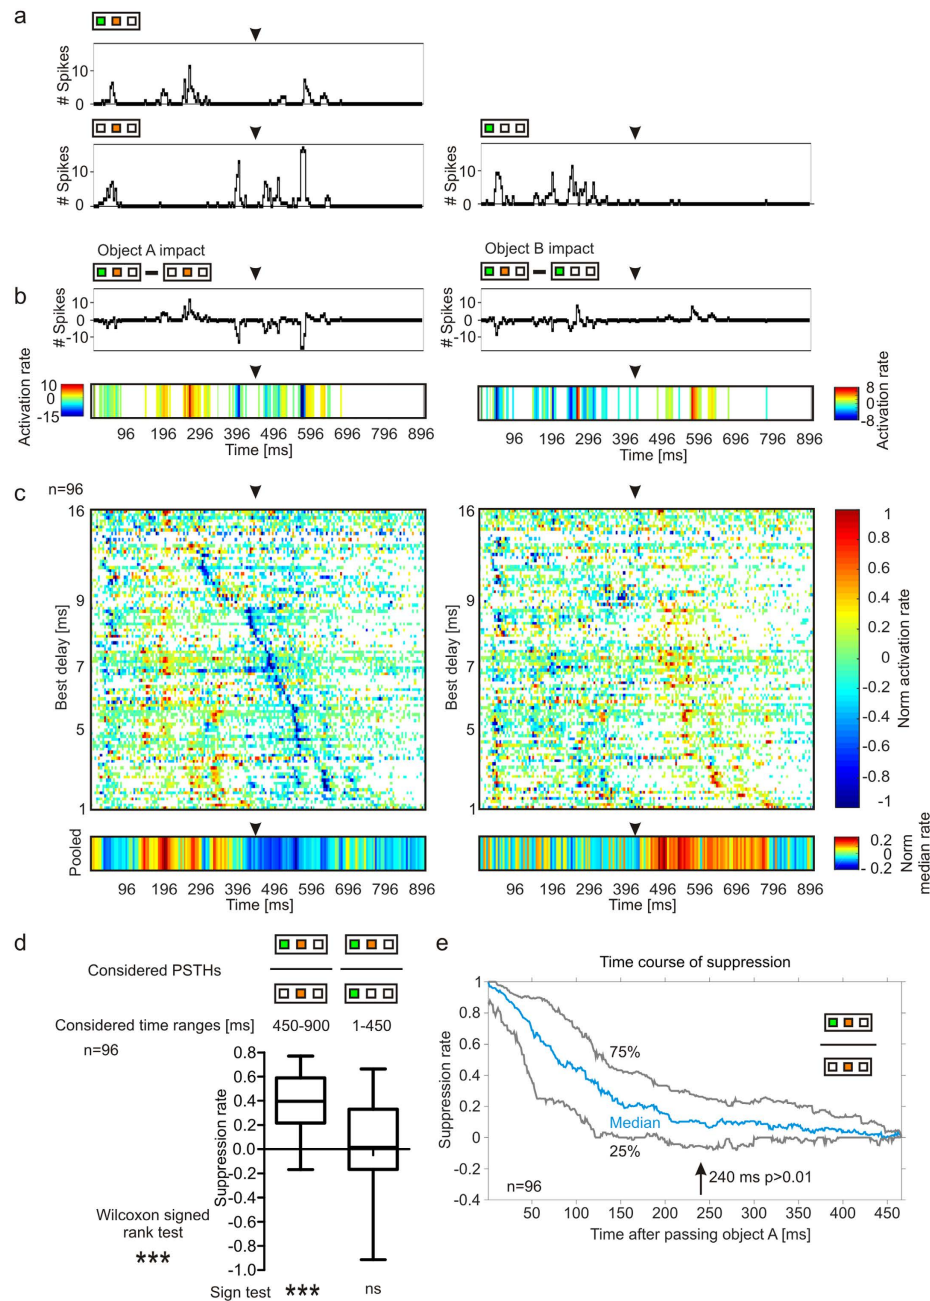 a
# Spikes
10
0
# Spikes
10
0
# Spikes
10
0
Object A impact
Object B impact
b
# Spikes
10
0
-10
# Spikes
10
0
-10
Activation rate
10
0
-15
96 196 296 396 496 596 696 796 896
Time [ms]
96 196 296 396 496 596 696 796 896
Time [ms]
8
4
0
-4
-8
Activation rate
c
n=96
16
9
7
5
1
Best delay [ms]
16
9
7
5
1
Best delay [ms]
1
0.8
0.6
0.4
0.2
0
-0.2
-0.4
-0.6
-0.8
-1
Norm activation rate
Pooled
96 196 296 396 496 596 696 796 896
Time [ms]
96 196 296 396 496 596 696 796 896
Time [ms]
0.2
0
-0.2
Norm
median rate
d
Considered PSTHs
Considered time ranges [ms] 450-900 1-450
n=96
Suppression rate
0.8
0.6
0.4
0.2
0.0
-0.2
-0.4
-0.6
-0.8
-1.0
Wilcoxon signed
rank test
***
Sign test *** ns
e
Time course of suppression
Suppression rate
1
0.8
0.6
0.4
0.2
0
-0.2
-0.4
75%
Median
25%
240 ms p>0.01
n=96
50 100 150 200 250 300 350 400 450
Time after passing object A [ms]